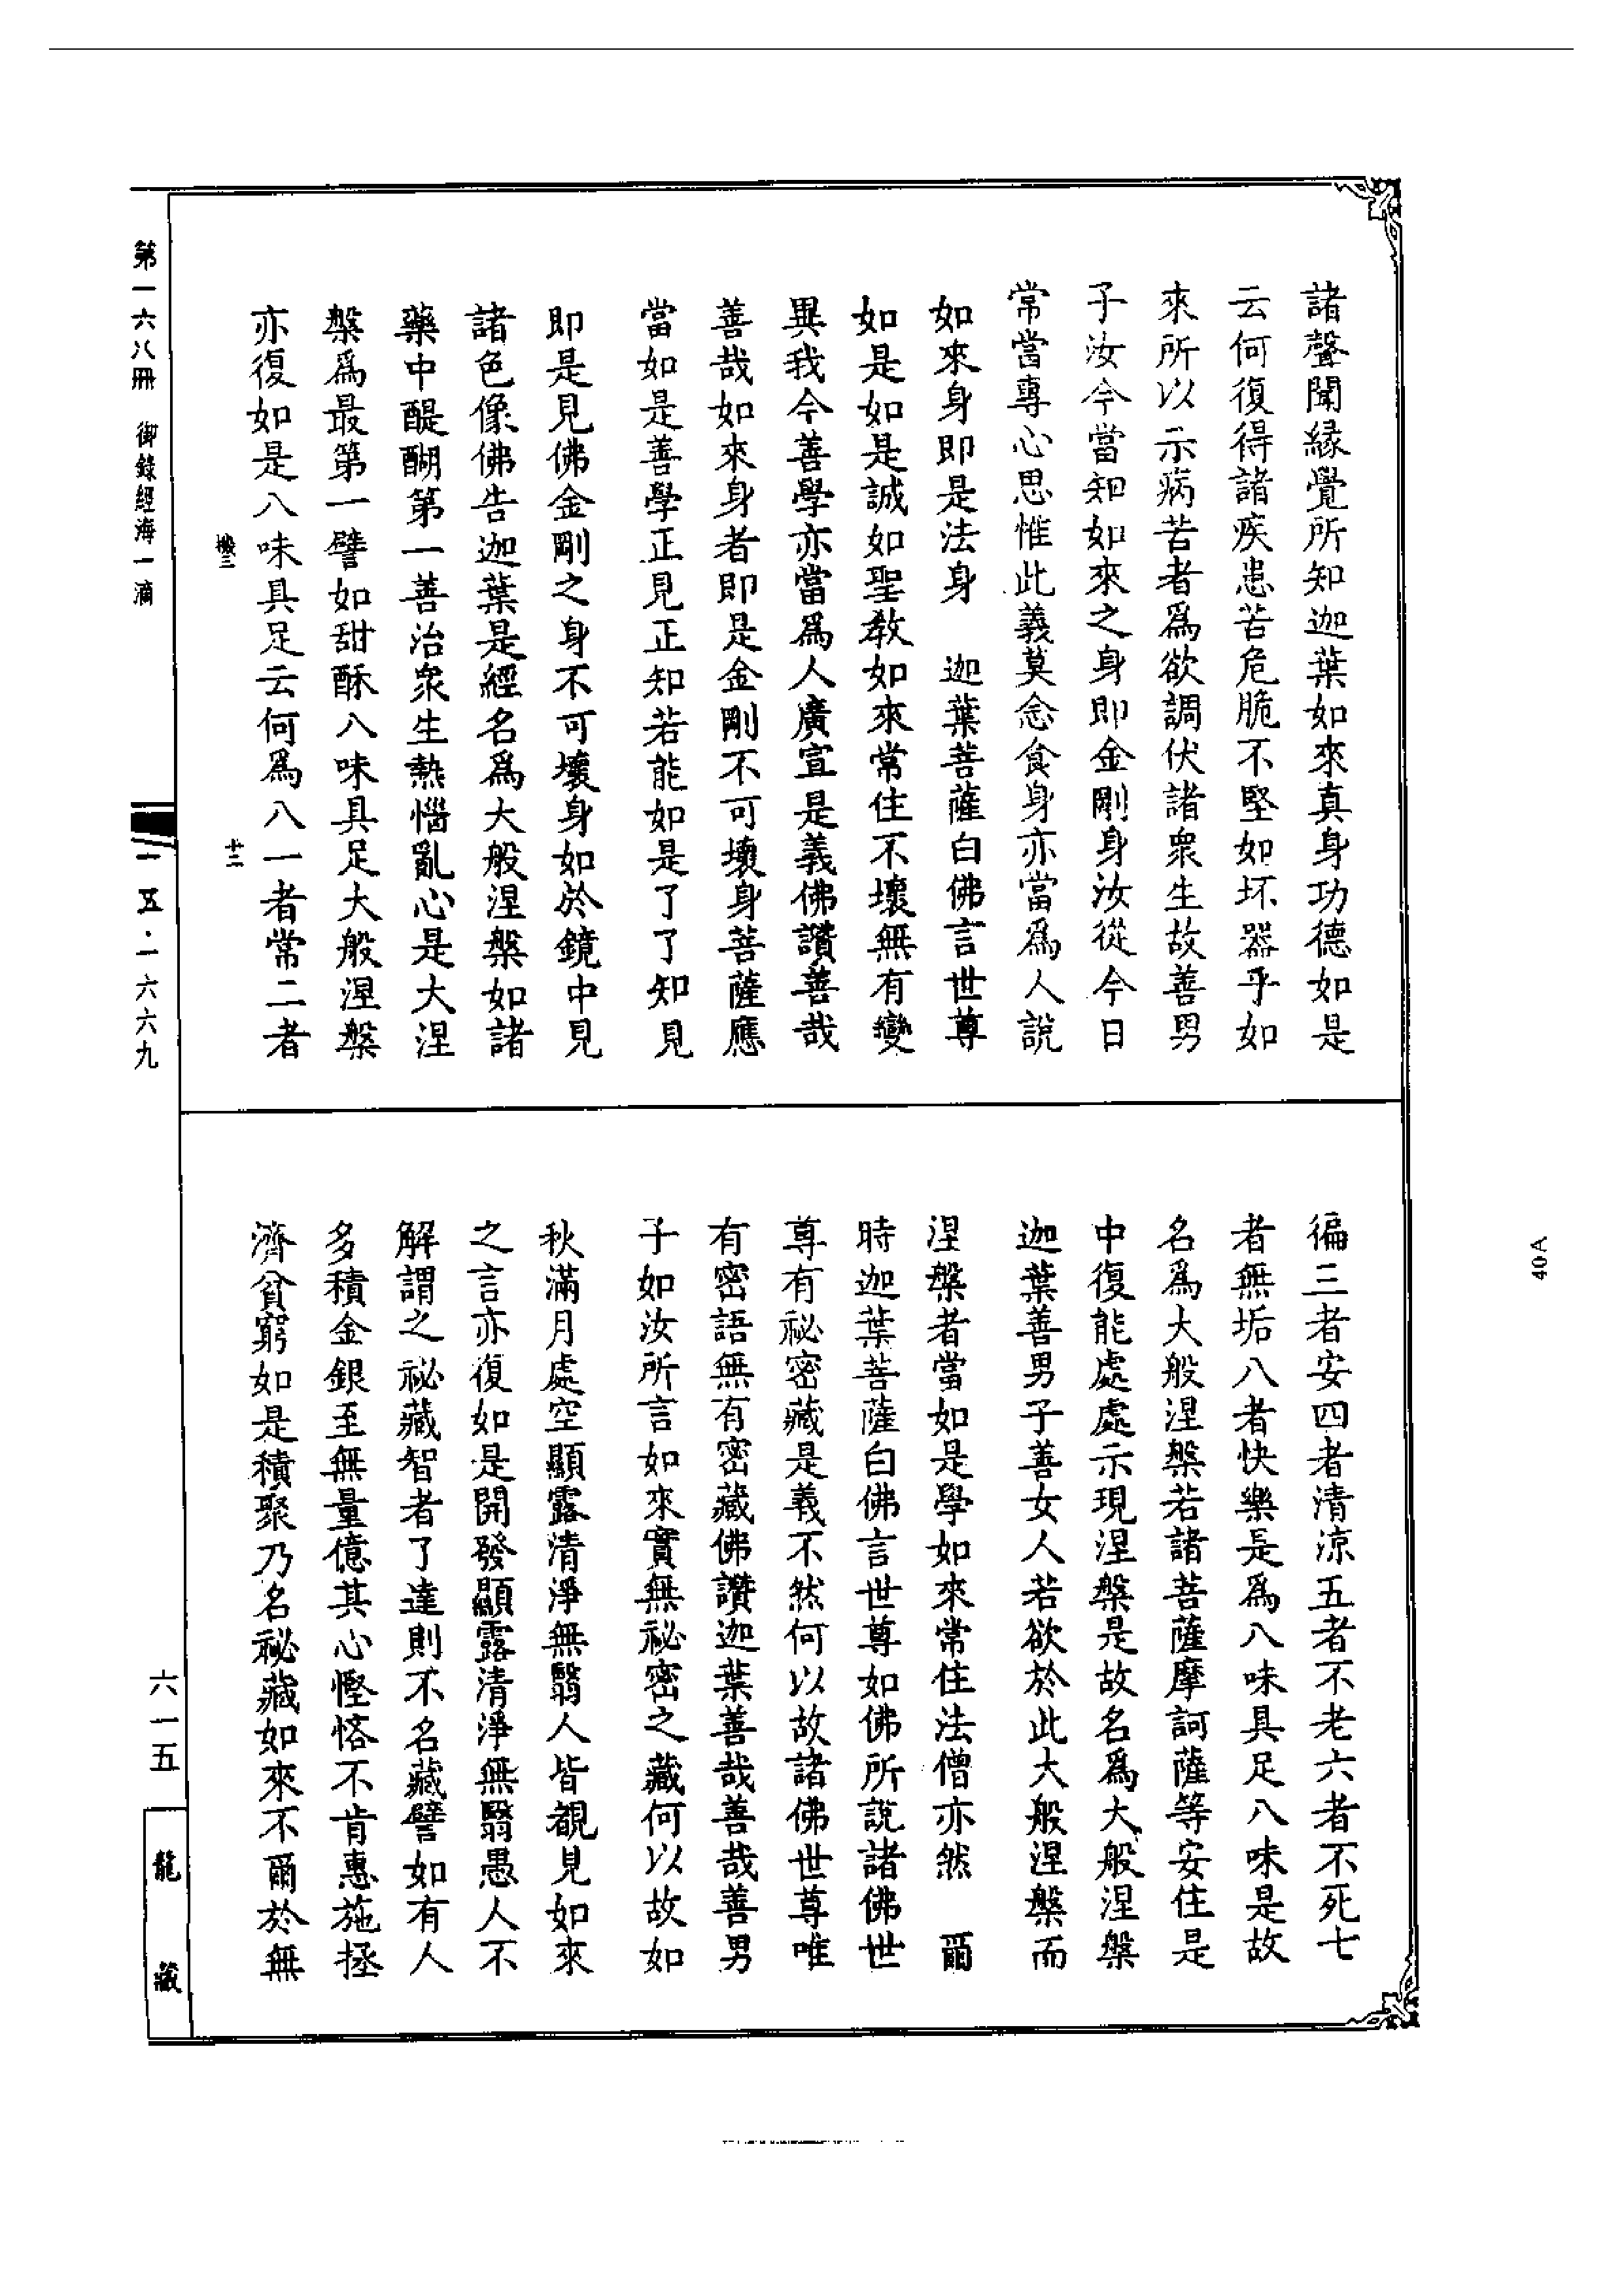 諸聲聞緣覺所知迦葉如來真身功德如是
云何復得諸疾患苦危脆不堅如坏器乎如
來所以示病苦者爲欲調伏諸衆生故善男
子汝今當知如來之身即金剛身汝從今日
常當專心思惟此義莫念食身亦當爲人說
如來身即是法身　迦葉菩薩白佛言世尊
如是如是誠如聖教如來常住不壞無有變
異我今善學亦當爲人廣宣是義佛讚善哉
善哉如來身者即是金剛不可壞身菩薩應
當如是善學正見正知若能如是了了知見
即是見佛金剛之身不可壞身如於鏡中見
諸色像佛告迦葉是經名爲大般涅槃如諸
藥中醍醐第一善治衆生熱惱亂心是大涅
槃爲最第一譬如甜酥八味具足大般涅槃
亦復如是八味具足云何爲八一者常二者
機三
十二
徧三者安四者清涼五者不老六者不死七
者無垢八者快樂是爲八味具足八味是故
名爲大般涅槃若諸菩薩摩訶薩等安住是
中復能處處示現涅槃是故名爲大般涅槃
迦葉善男子善女人若欲於此大般涅槃而
涅槃者當如是學如來常住法僧亦然　爾
時迦葉菩薩白佛言世尊如佛所說諸佛世
尊有祕密藏是義不然何以故諸佛世尊唯
有密語無有密藏佛讚迦葉善哉善哉善男
子如汝所言如來實無祕密之藏何以故如
秋滿月處空顯露清淨無翳人皆覩見如來
之言亦復如是開發顯露清淨無翳愚人不
解謂之祕藏智者了達則不名藏譬如有人
多積金銀至無量億其心慳悋不肯惠施拯
濟貧窮如是積聚乃名祕藏如來不爾於無
第一六八冊　御錄經海一滴
一五·一六六九
六一五
龍藏
40A